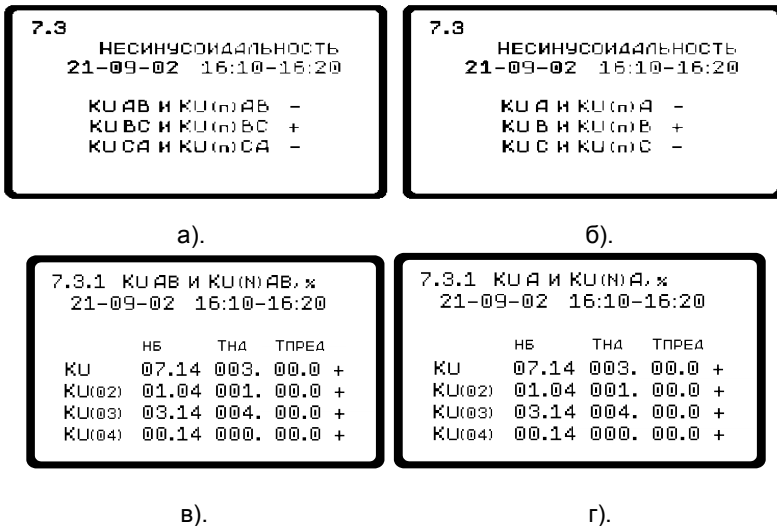 7.3
НЕСИНУСОИДАЛЬНОСТЬ
21-09-02 16:10-16:20
KU AB И KU(n) AB -
KU BC И KU(n) BC +
KU CA И KU(n) CA -
а).
7.3
НЕСИНУСОИДАЛЬНОСТЬ
21-09-02 16:10-16:20
KU A И KU(n) A -
KU B И KU(n) B +
KU C И KU(n) C -
б).
7.3.1 KU AB И KU(N) AB, %
21-09-02 16:10-16:20
НБ ТНД ТПРЕД
KU 07.14 003. 00.0 +
KU(02) 01.04 001. 00.0 +
KU(03) 03.14 004. 00.0 +
KU(04) 00.14 000. 00.0 +
в).
7.3.1 KU A И KU(N) A, %
21-09-02 16:10-16:20
НБ ТНД ТПРЕД
KU 07.14 003. 00.0 +
KU(02) 01.04 001. 00.0 +
KU(03) 03.14 004. 00.0 +
KU(04) 00.14 000. 00.0 +
г).